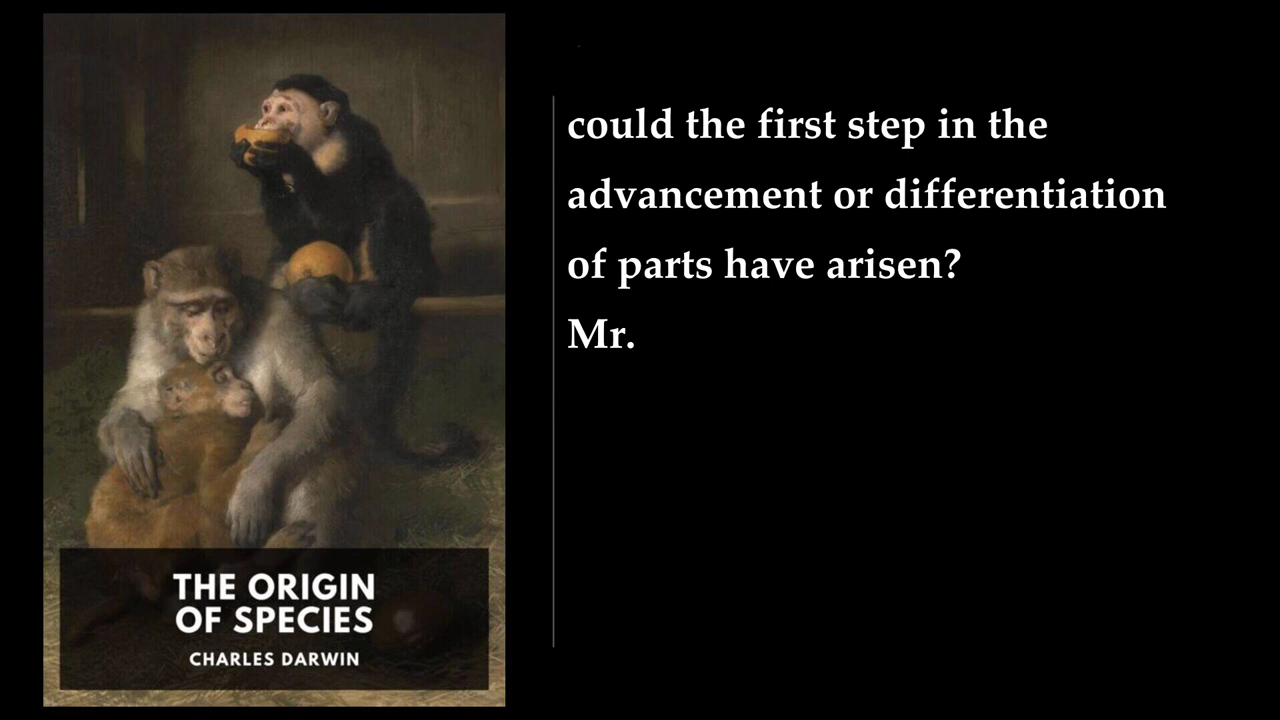 could the first step in the
advancement or differentiation
of parts have arisen?
Mr.
THE ORIGIN
OF SPECIES
CHARLES DARWIN